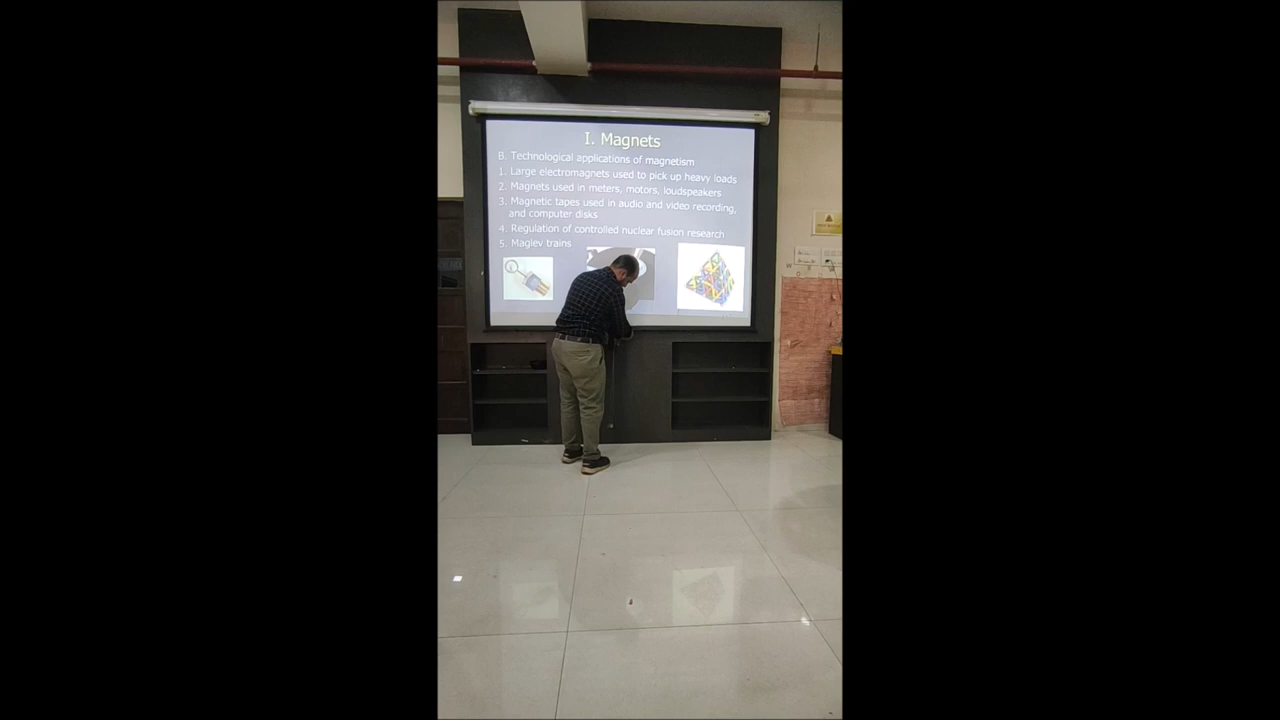 I. Magnets
B. Technological applications of magnetism
1. Large electromagnets used to pick up heavy loads
2. Magnets used in meters, motors, loudspeakers
3. Magnetic tapes used in audio and video recording,
and computer disks
4. Regulation of controlled nuclear fusion research
5. Maglev trains